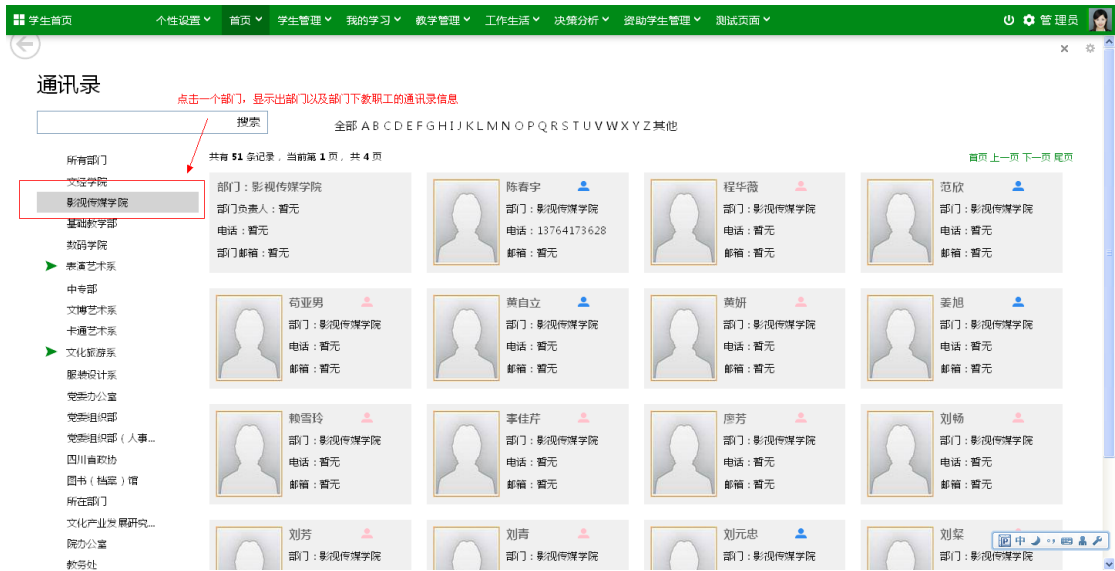 学生首页 个性设置 首页 学生管理 我的学习 教学管理 工作生活 决策分析 资助学生管理 测试页面 管理员
通讯录
点击一个部门，显示出部门以及部门下教职工的通讯录信息
搜索 全部 A B C D E F G H I J K L M N O P Q R S T U V W X Y Z 其他
共有 51 条记录，当前第 1 页，共 4 页 首页 上一页 下一页 尾页
所有部门
文经学院
影视传媒学院
基础教学部
数码学院
表演艺术系
中专部
文博艺术系
卡通艺术系
文化旅游系
服装设计系
党委办公室
党委组织部
党委组织部（人事...
四川省政协
图书（档案）馆
所在部门
文化产业发展研究...
院办公室
教务处
部门：影视传媒学院
部门负责人：暂无
电话：暂无
部门邮箱：暂无
陈春宇
部门：影视传媒学院
电话：13764173628
邮箱：暂无
程华薇
部门：影视传媒学院
电话：暂无
邮箱：暂无
范欣
部门：影视传媒学院
电话：暂无
邮箱：暂无
苟亚男
部门：影视传媒学院
电话：暂无
邮箱：暂无
黄自立
部门：影视传媒学院
电话：暂无
邮箱：暂无
黄妍
部门：影视传媒学院
电话：暂无
邮箱：暂无
姜旭
部门：影视传媒学院
电话：暂无
邮箱：暂无
赖雪玲
部门：影视传媒学院
电话：暂无
邮箱：暂无
李佳芹
部门：影视传媒学院
电话：暂无
邮箱：暂无
廖芳
部门：影视传媒学院
电话：暂无
邮箱：暂无
刘畅
部门：影视传媒学院
电话：暂无
邮箱：暂无
刘芳
部门：影视传媒学院
刘青
部门：影视传媒学院
刘元忠
部门：影视传媒学院
刘粲
部门：影视传媒学院
中